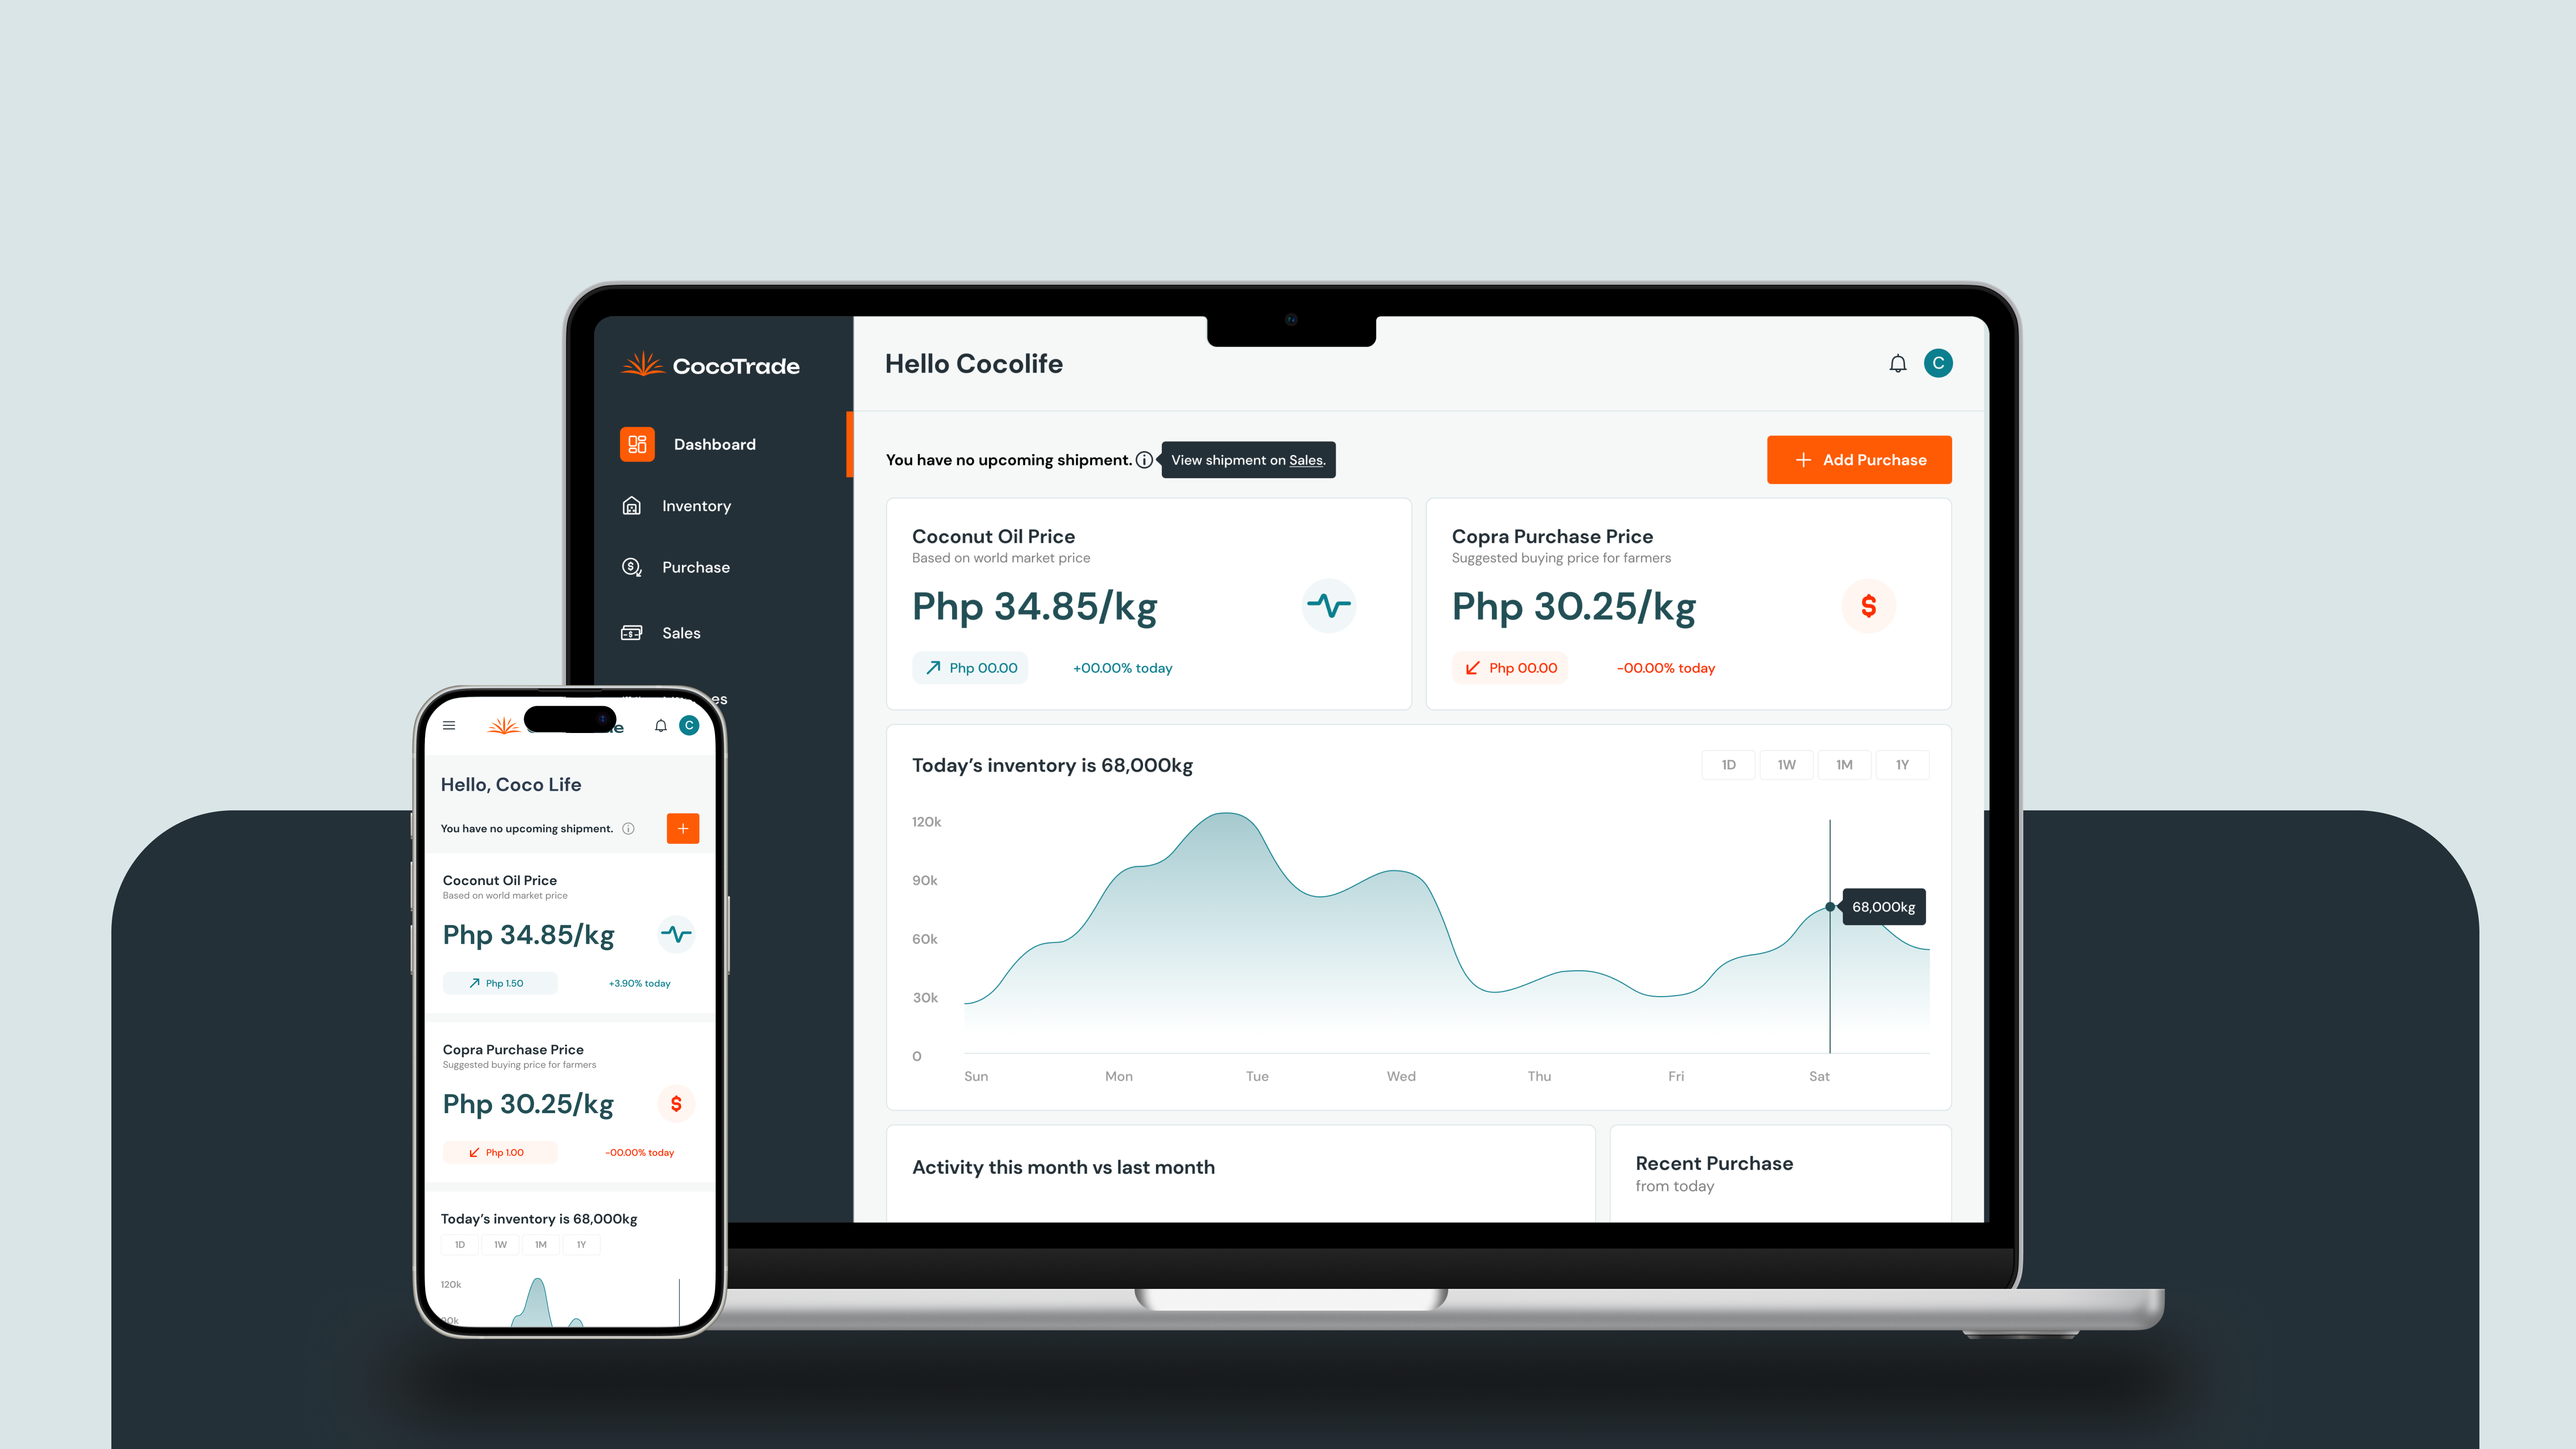 CocoTrade
Dashboard
Inventory
Purchase
Sales
es
Hello Cocolife
C
You have no upcoming shipment.
View shipment on Sales.
+ Add Purchase
Coconut Oil Price
Based on world market price
Php 34.85/kg
Php 00.00
+00.00% today
Copra Purchase Price
Suggested buying price for farmers
Php 30.25/kg
$
Php 00.00
-00.00% today
Today's inventory is 68,000kg
1D 1W 1M 1Y
120k
90k
60k
30k
0
68,000kg
Sun Mon Tue Wed Thu Fri Sat
Activity this month vs last month
Recent Purchase
from today
C
Hello, Coco Life
You have no upcoming shipment.
+
Coconut Oil Price
Based on world market price
Php 34.85/kg
Php 1.50
+3.90% today
Copra Purchase Price
Suggested buying price for farmers
Php 30.25/kg
$
Php 1.00
-00.00% today
Today's inventory is 68,000kg
1D 1W 1M 1Y
120k